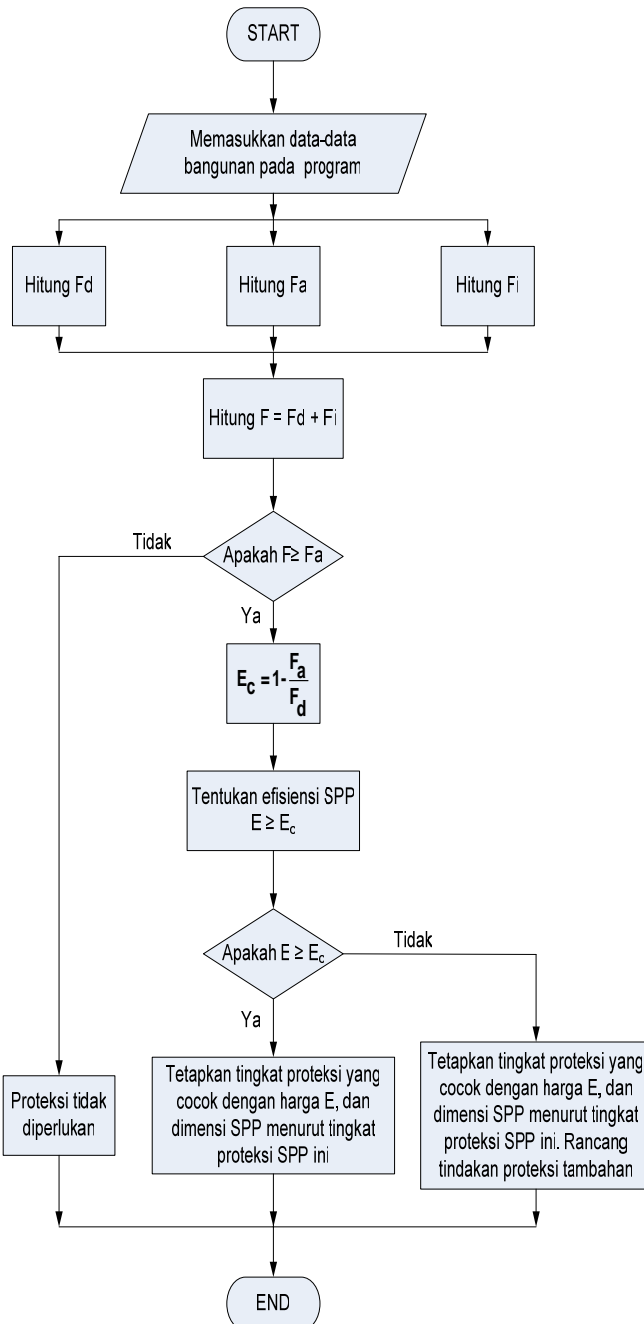 START
Memasukkan data-data
bangunan pada program
Hitung Fd
Hitung Fa
Hitung Fi
Hitung F = Fd + Fi
Apakah F≥ Fa
Tidak
Ya
E_c = 1- F_a / F_d
Tentukan efisiensi SPP
E ≥ E_c
Apakah E ≥ E_c
Tidak
Ya
Proteksi tidak
diperlukan
Tetapkan tingkat proteksi yang
cocok dengan harga E, dan
dimensi SPP menurut tingkat
proteksi SPP ini
Tetapkan tingkat proteksi yang
cocok dengan harga E, dan
dimensi SPP menurut tingkat
proteksi SPP ini. Rancang
tindakan proteksi tambahan
END